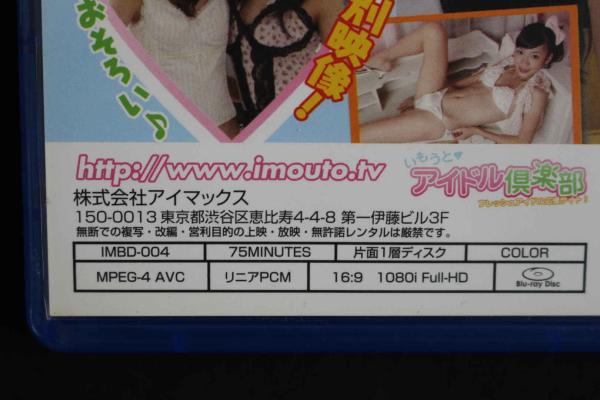 別映像！
おそろいの
http://www.imouto.tv
いもうと♥
アイドル倶楽部
株式会社アイマックス
150-0013 東京都渋谷区恵比寿4-4-8 第一伊藤ビル3F
無断での複写・改編・営利目的の上映・放映・無許諾レンタルは厳禁です。
IMBD-004 75MINUTES 片面1層ディスク COLOR
MPEG-4 AVC リニアPCM 16:9 1080i Full-HD Blu-ray Disc